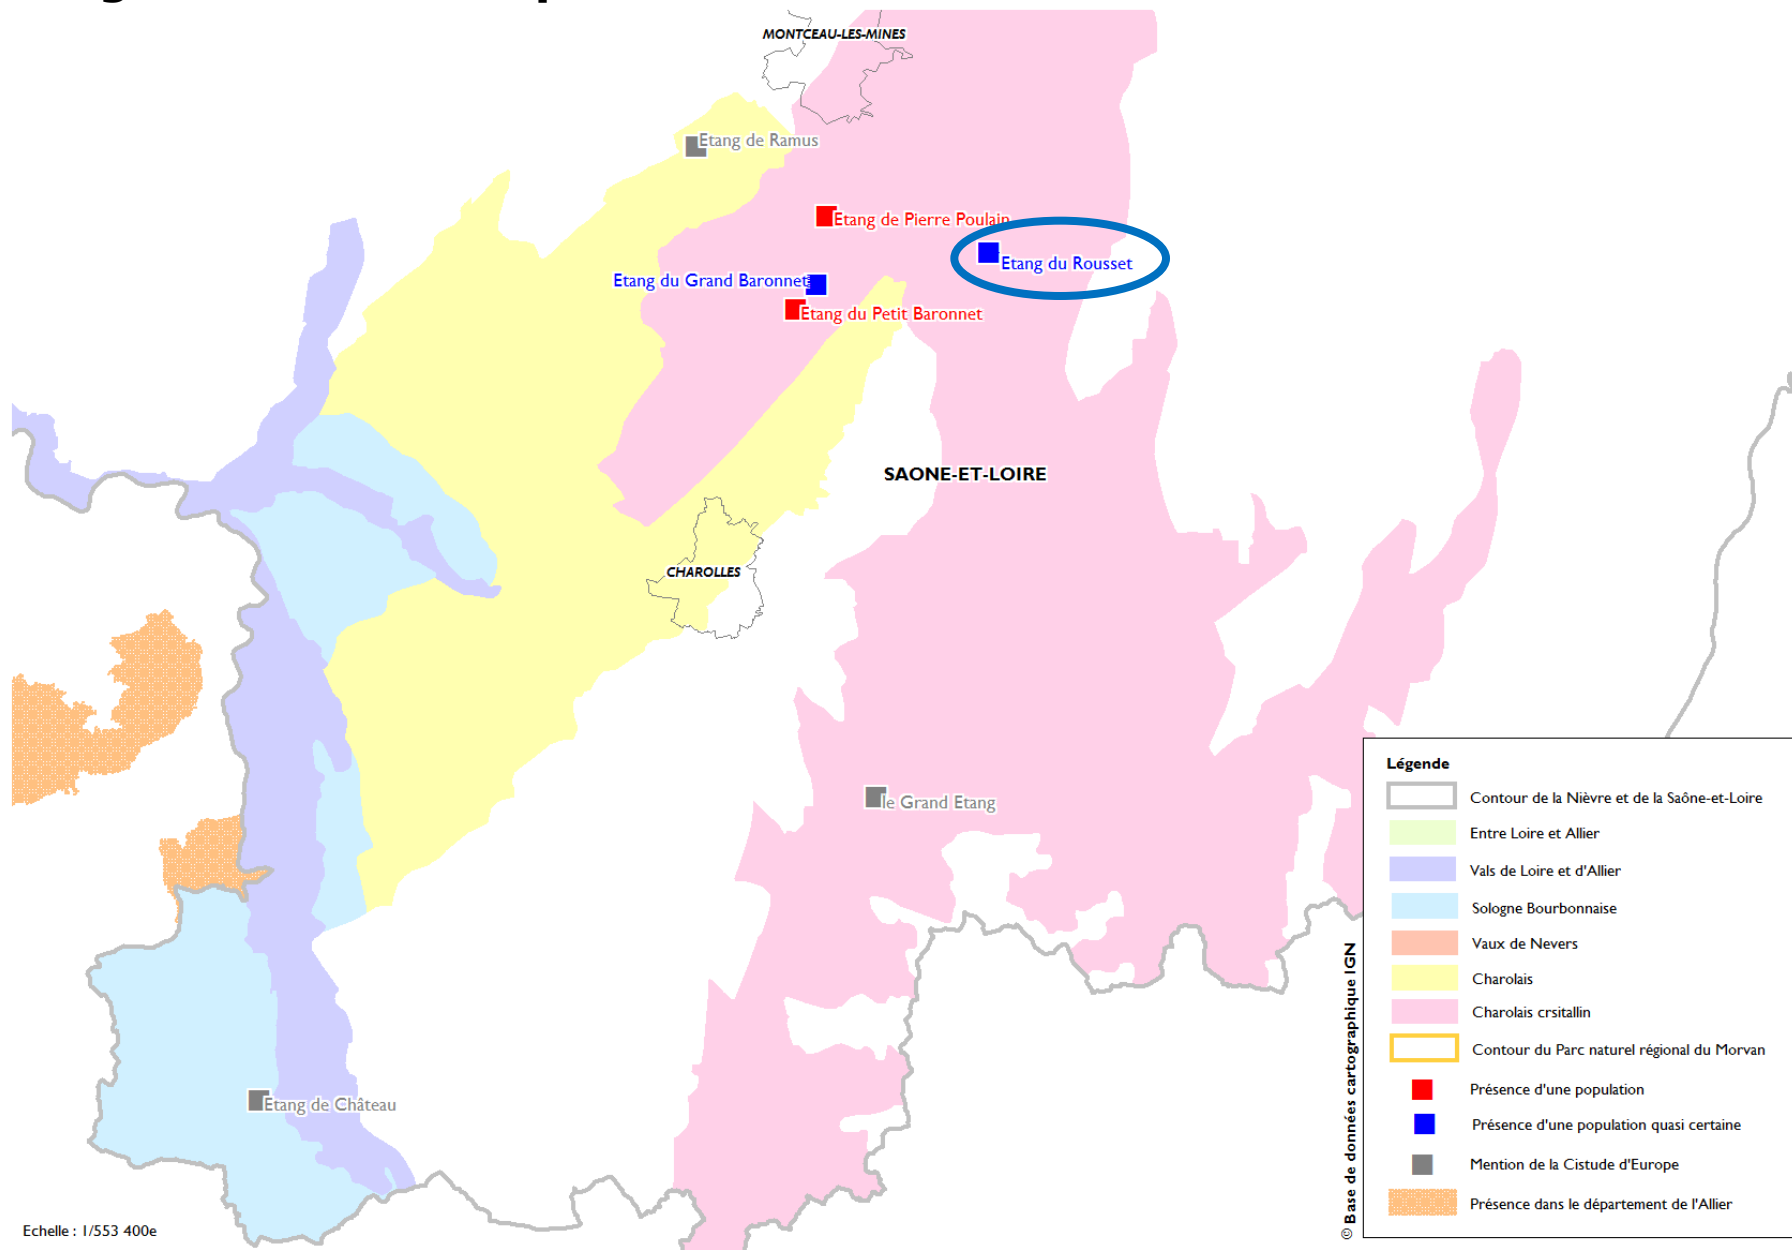 MONTCEAU-LES-MINES
Etang de Ramus
Etang de Pierre Poulain
Etang du Rousset
Etang du Grand Baronnet
Etang du Petit Baronnet
SAONE-ET-LOIRE
CHAROLLES
le Grand Etang
Etang de Château
Echelle : 1/553 400e
© Base de données cartographique IGN
Légende
Contour de la Nièvre et de la Saône-et-Loire
Entre Loire et Allier
Vals de Loire et d'Allier
Sologne Bourbonnaise
Vaux de Nevers
Charolais
Charolais crsitallin
Contour du Parc naturel régional du Morvan
Présence d'une population
Présence d'une population quasi certaine
Mention de la Cistude d'Europe
Présence dans le département de l'Allier